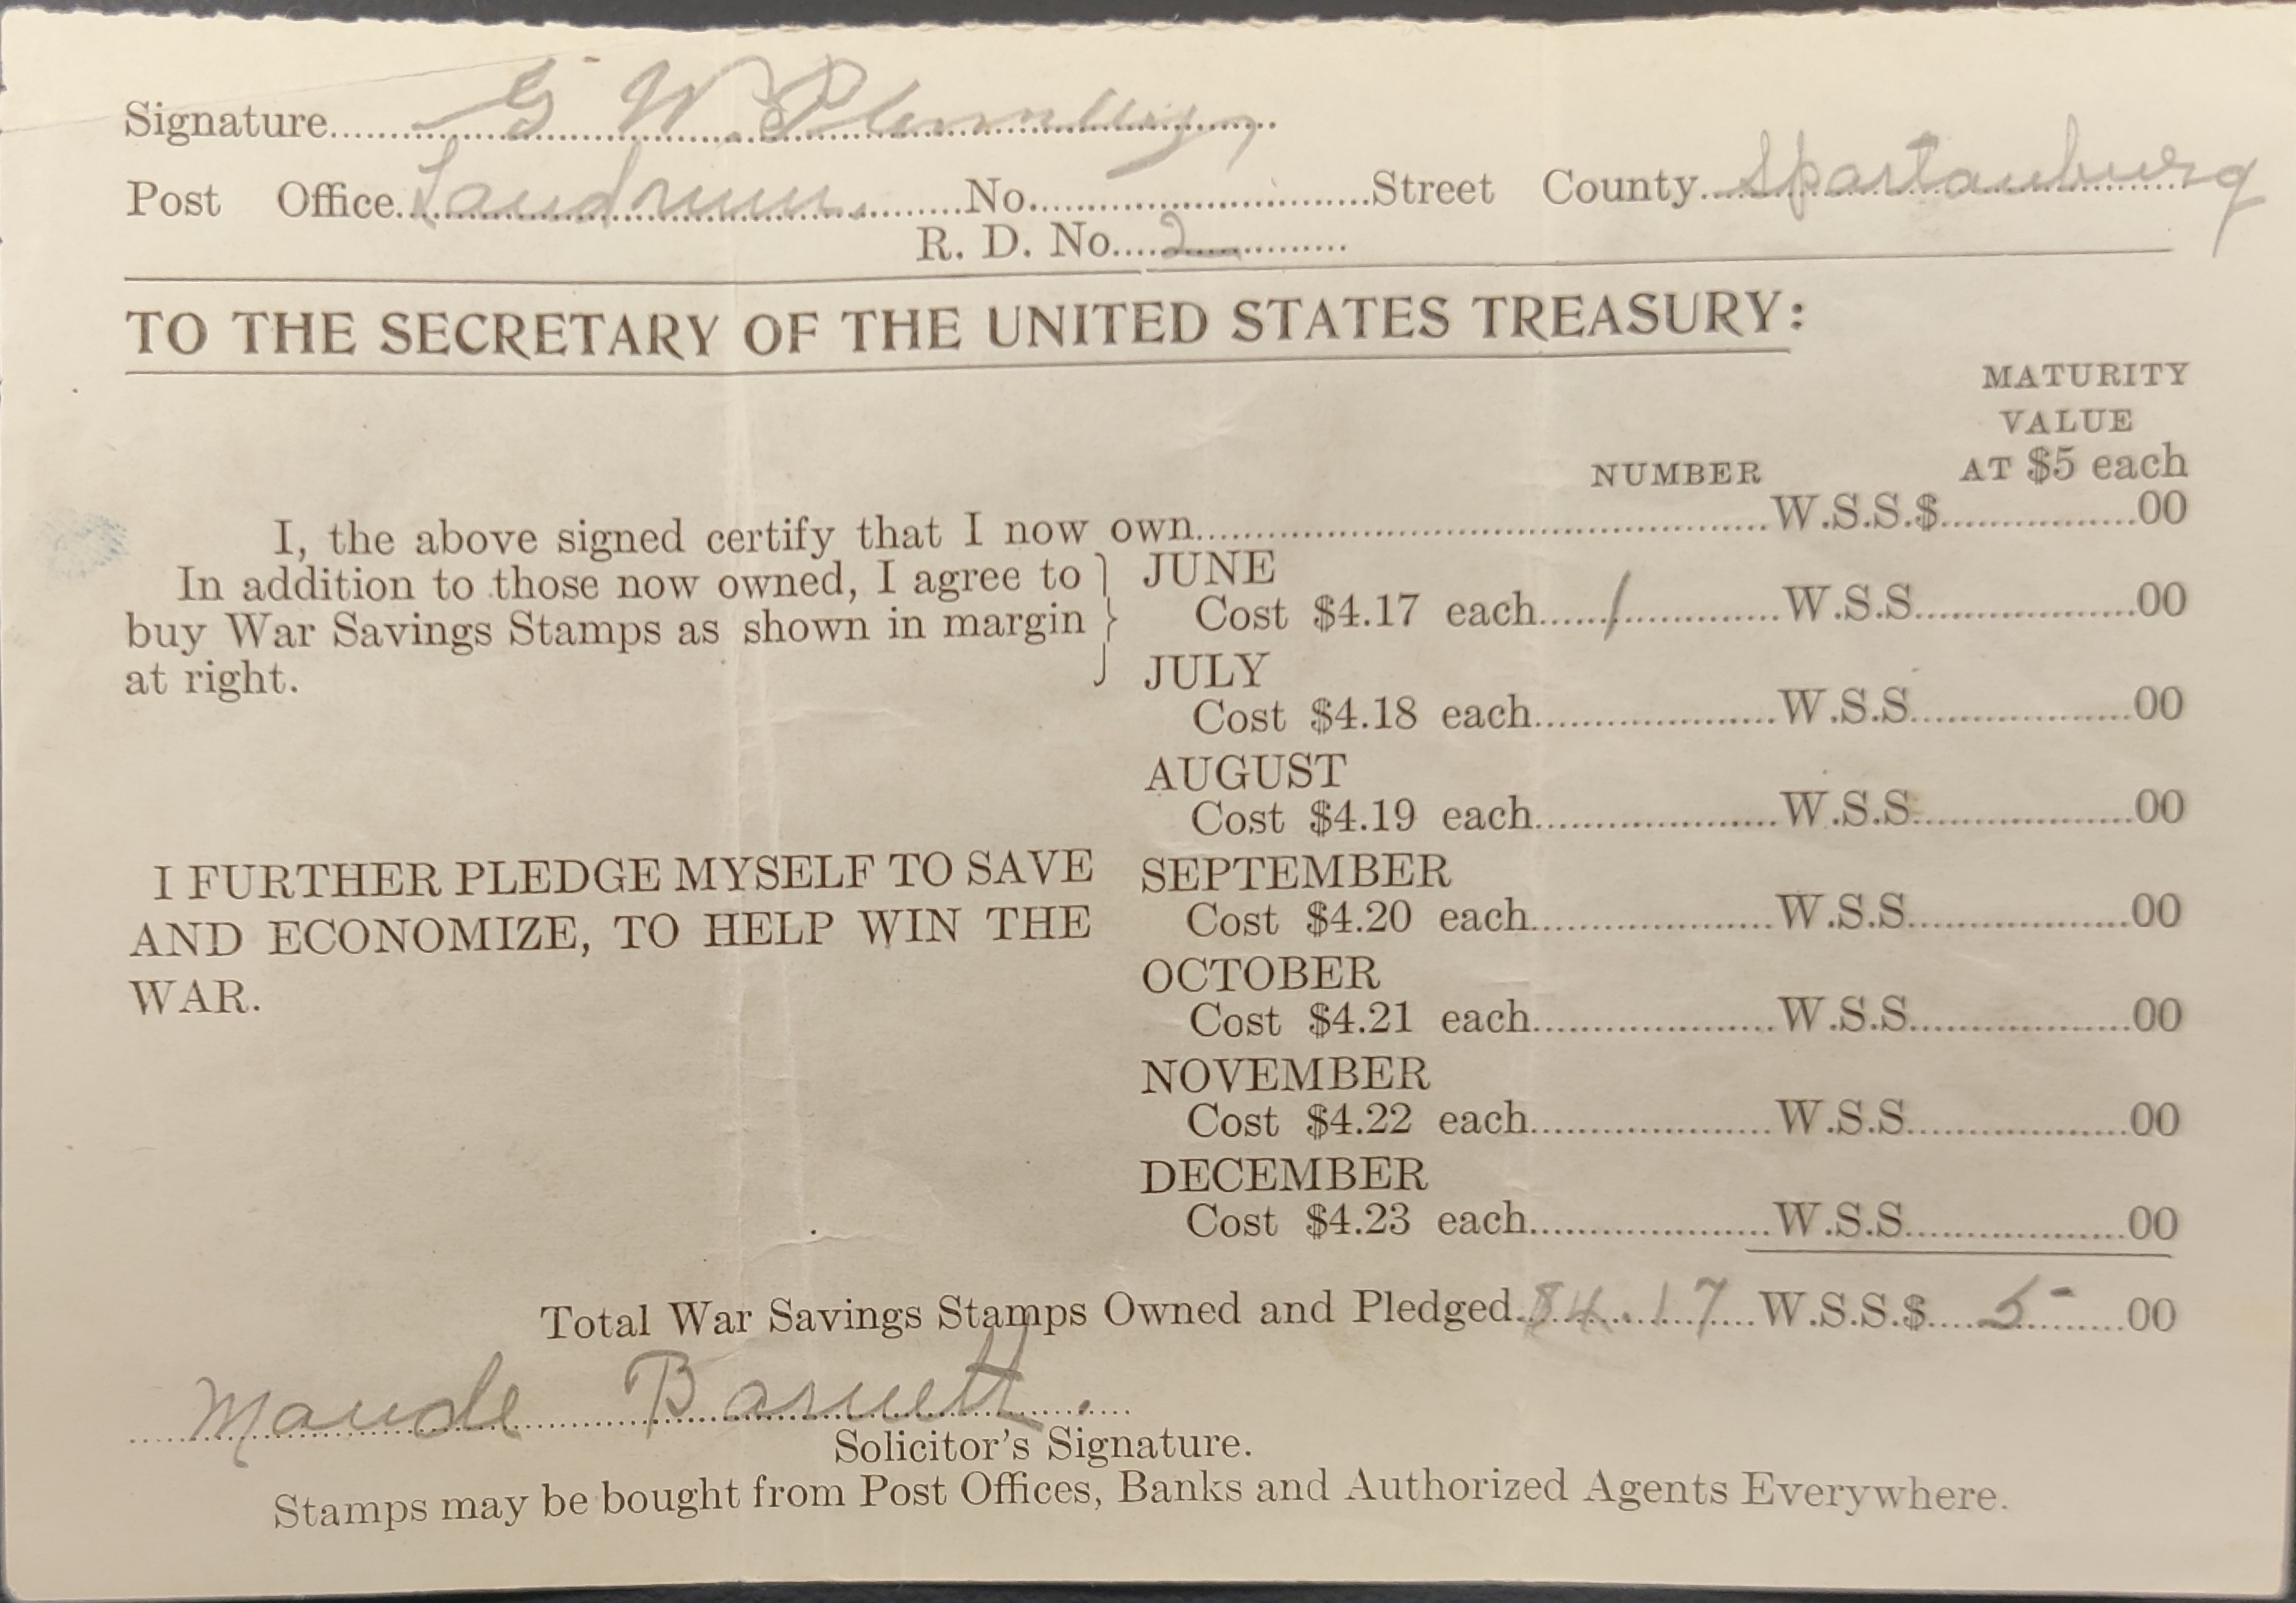 Signature.....G W. Plumley
Post Office.....Landrum.....No..........Street County.....Spartanburg
R. D. No.....2.....
TO THE SECRETARY OF THE UNITED STATES TREASURY:
MATURITY
VALUE
NUMBER AT $5 each
I, the above signed certify that I now own..........W.S.S.$..........00
In addition to those now owned, I agree to } JUNE
buy War Savings Stamps as shown in margin Cost $4.17 each.....1.....W.S.S..........00
at right. JULY
Cost $4.18 each..........W.S.S..........00
AUGUST
Cost $4.19 each..........W.S.S..........00
I FURTHER PLEDGE MYSELF TO SAVE SEPTEMBER
AND ECONOMIZE, TO HELP WIN THE Cost $4.20 each..........W.S.S..........00
WAR. OCTOBER
Cost $4.21 each..........W.S.S..........00
NOVEMBER
Cost $4.22 each..........W.S.S..........00
DECEMBER
Cost $4.23 each..........W.S.S..........00
Total War Savings Stamps Owned and Pledged..$4.17..W.S.S.$.....5.....00
Maude Barnett.
Solicitor's Signature.
Stamps may be bought from Post Offices, Banks and Authorized Agents Everywhere.